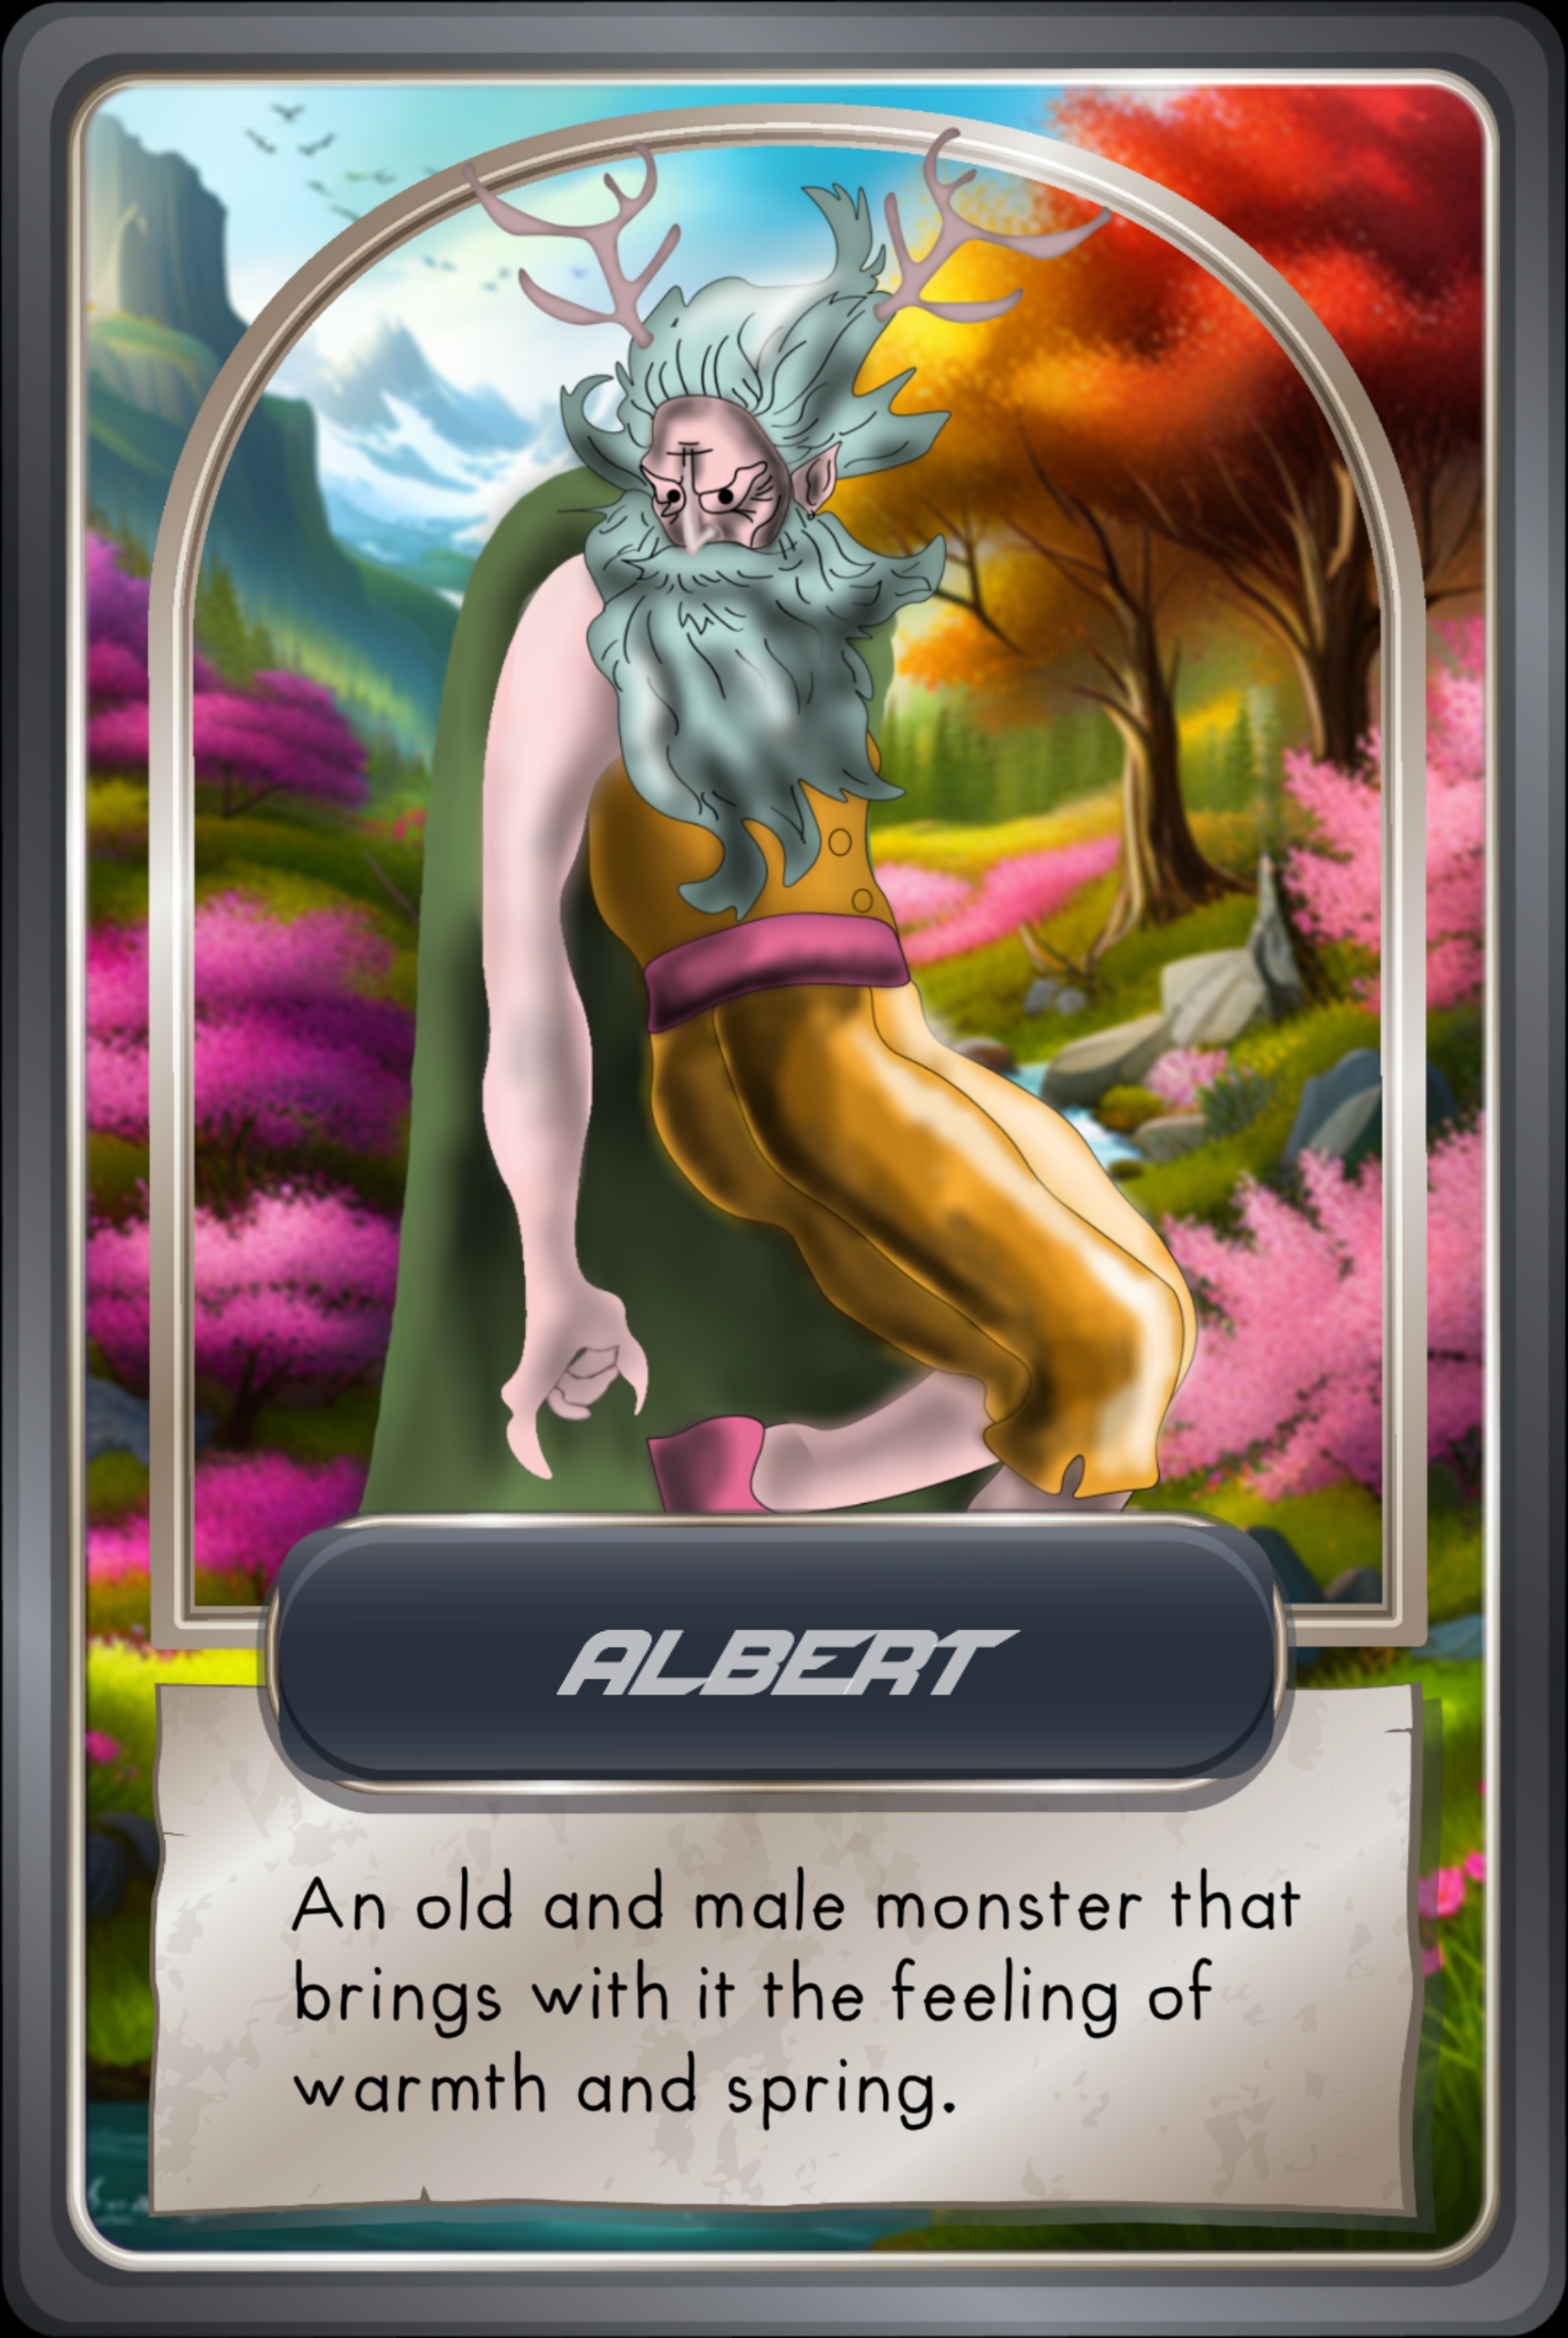 ALBERT
An old and male monster that
brings with it the feeling of
warmth and spring.